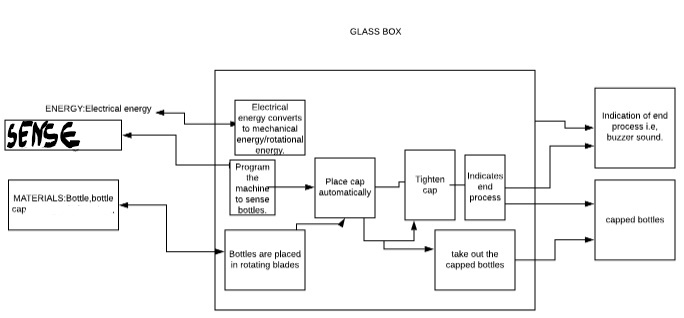 GLASS BOX
ENERGY:Electrical energy
SENSE
MATERIALS:Bottle,bottle
cap
Electrical
energy converts
to mechanical
energy/rotational
energy.
Program
the
machine
to sense
bottles.
Bottles are placed
in rotating blades
Place cap
automatically
Tighten
cap
Indicates
end
process
take out the
capped bottles
Indication of end
process i.e,
buzzer sound.
capped bottles